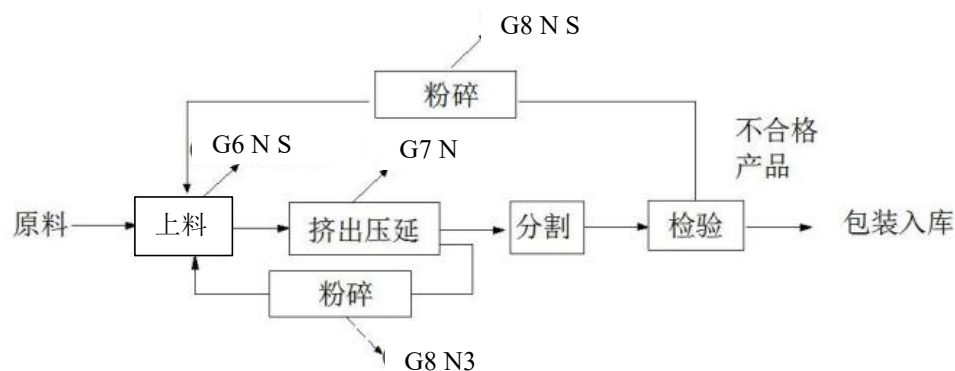 G8 N S
粉碎
不合格
产品
G6 N S
G7 N
原料
上料
挤出压延
分割
检验
包装入库
粉碎
G8 N3